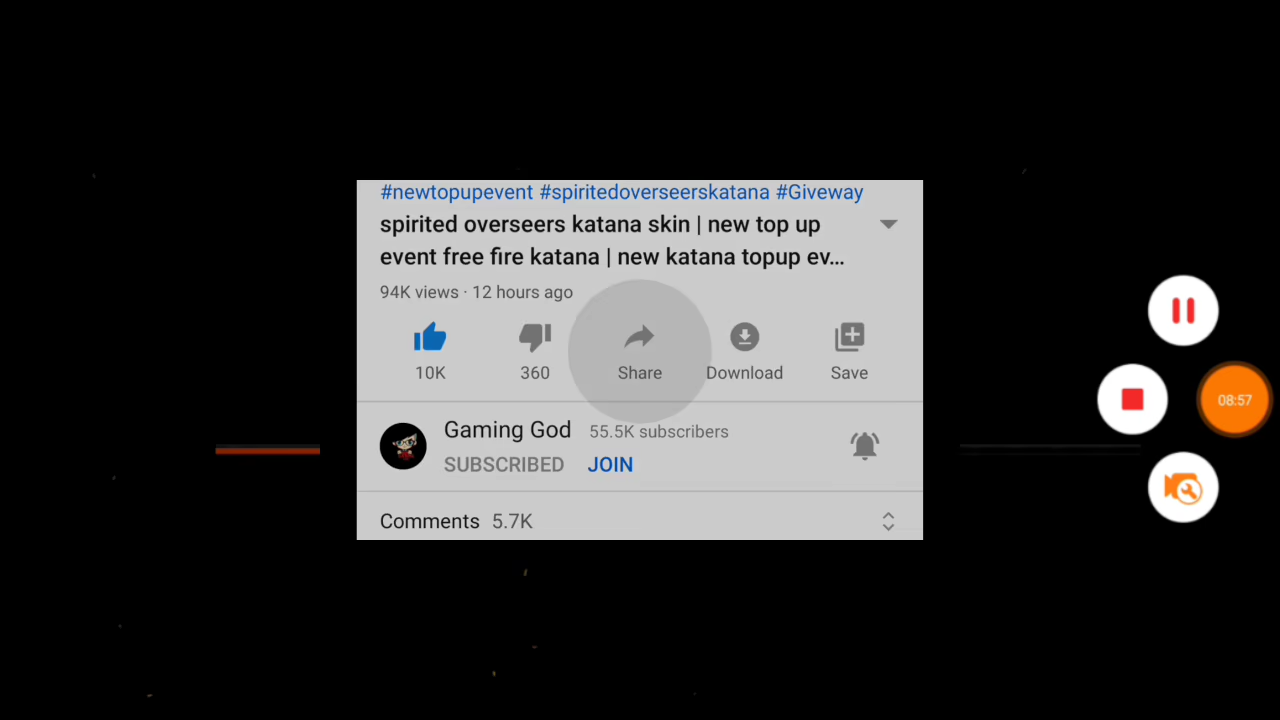 #newtopupevent #spiritedoverseerskatana #Giveway
spirited overseers katana skin | new top up
event free fire katana | new katana topup ev...
94K views · 12 hours ago
10K 360 Share Download Save
Gaming God 55.5K subscribers
SUBSCRIBED JOIN
Comments 5.7K
08:57